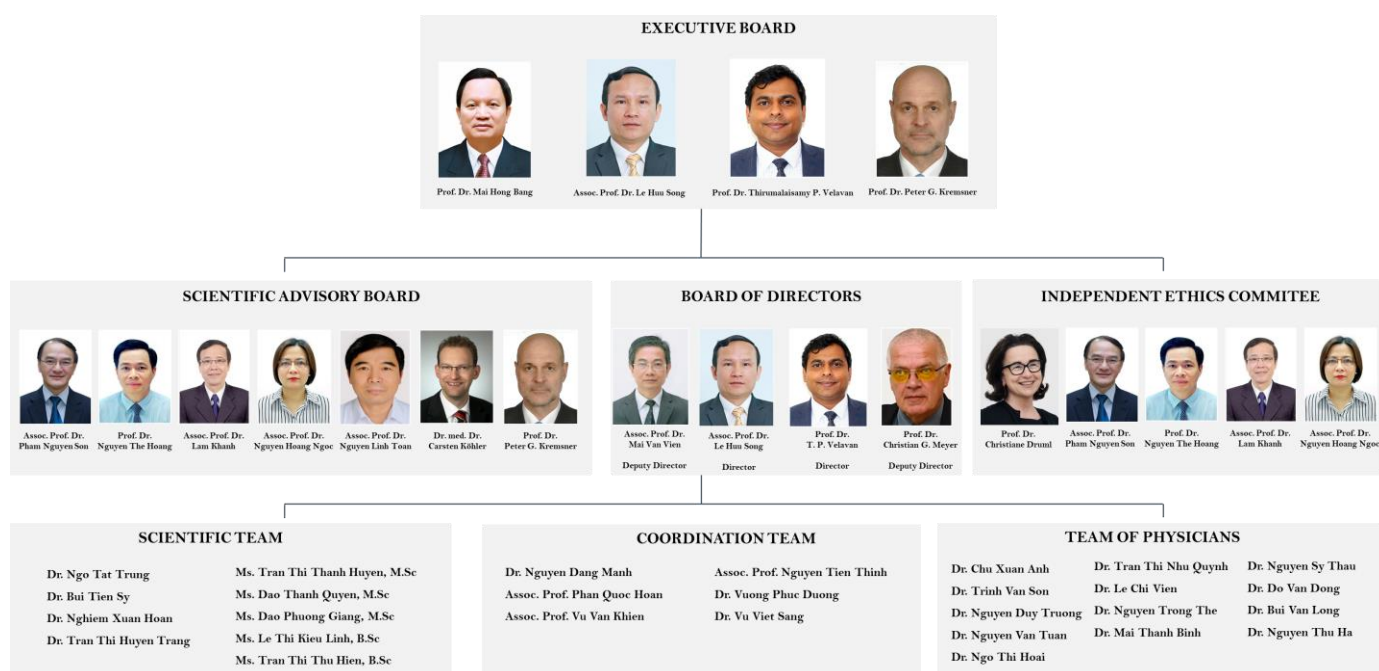 EXECUTIVE BOARD
Prof. Dr. Mai Hong Bang
Assoc. Prof. Dr. Le Huu Song
Prof. Dr. Thirumalaisamy P. Velavan
Prof. Dr. Peter G. Kremsner
SCIENTIFIC ADVISORY BOARD
Assoc. Prof. Dr.
Pham Nguyen Son
Prof. Dr.
Nguyen The Hoang
Assoc. Prof. Dr.
Lam Khanh
Assoc. Prof. Dr.
Nguyen Hoang Ngoc
Assoc. Prof. Dr.
Nguyen Linh Toan
Dr. med. Dr.
Carsten Köhler
Prof. Dr.
Peter G. Kremsner
BOARD OF DIRECTORS
Assoc. Prof. Dr.
Mai Van Vien
Deputy Director
Assoc. Prof. Dr.
Le Huu Song
Director
Prof. Dr.
T. P. Velavan
Director
Prof. Dr.
Christian G. Meyer
Deputy Director
INDEPENDENT ETHICS COMMITEE
Prof. Dr.
Christiane Druml
Assoc. Prof. Dr.
Pham Nguyen Son
Prof. Dr.
Nguyen The Hoang
Assoc. Prof. Dr.
Lam Khanh
Assoc. Prof. Dr.
Nguyen Hoang Ngoc
SCIENTIFIC TEAM
Dr. Ngo Tat Trung
Dr. Bui Tien Sy
Dr. Nghiem Xuan Hoan
Dr. Tran Thi Huyen Trang
Ms. Tran Thi Thanh Huyen, M.Sc
Ms. Dao Thanh Quyen, M.Sc
Ms. Dao Phuong Giang, M.Sc
Ms. Le Thi Kieu Linh, B.Sc
Ms. Tran Thi Thu Hien, B.Sc
COORDINATION TEAM
Dr. Nguyen Dang Manh
Assoc. Prof. Phan Quoc Hoan
Assoc. Prof. Vu Van Khien
Assoc. Prof. Nguyen Tien Thinh
Dr. Vuong Phuc Duong
Dr. Vu Viet Sang
TEAM OF PHYSICIANS
Dr. Chu Xuan Anh
Dr. Trinh Van Son
Dr. Nguyen Duy Truong
Dr. Nguyen Van Tuan
Dr. Ngo Thi Hoai
Dr. Tran Thi Nhu Quynh
Dr. Le Chi Vien
Dr. Nguyen Trong The
Dr. Mai Thanh Binh
Dr. Nguyen Sy Thau
Dr. Do Van Dong
Dr. Bui Van Long
Dr. Nguyen Thu Ha